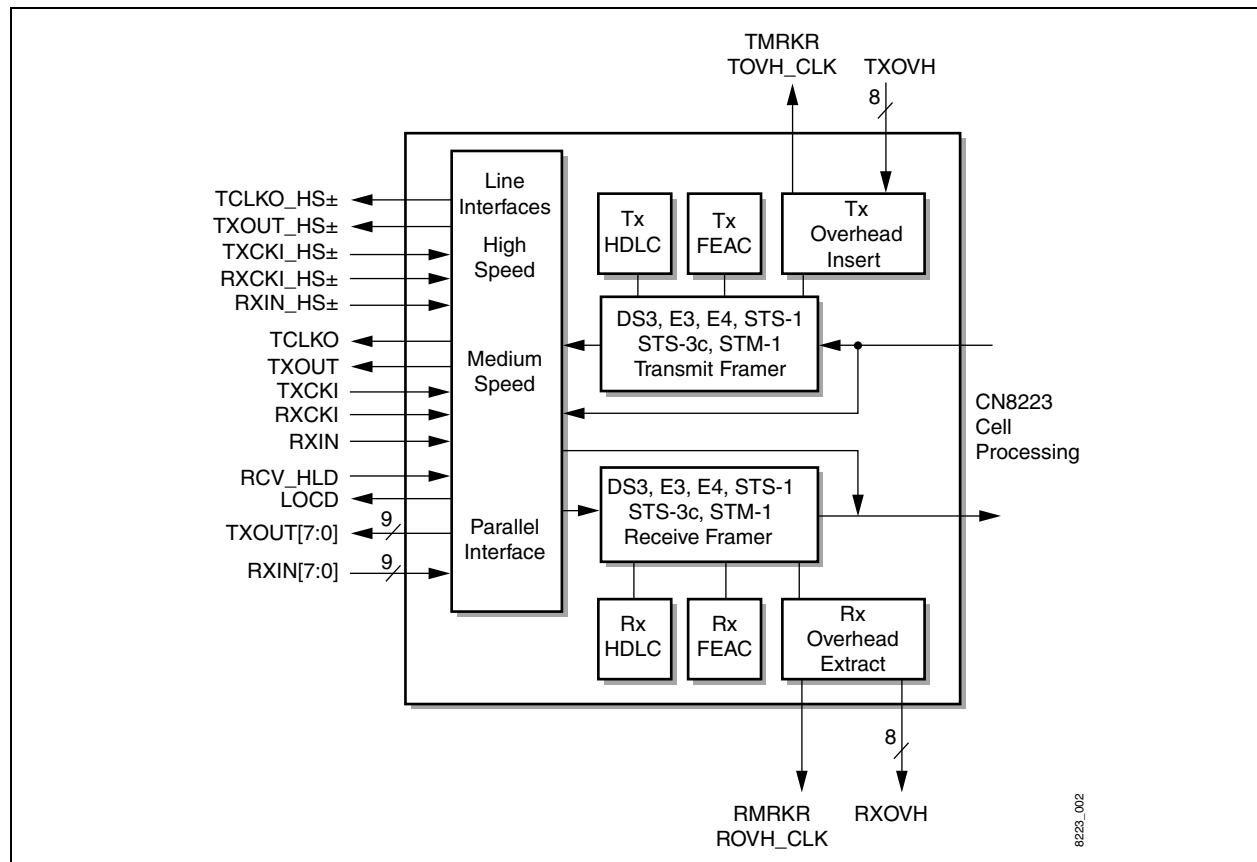 TMRKR
TOVH_CLK
TXOVH
8
Line
Interfaces
High
Speed
Medium
Speed
Parallel
Interface
TCLKO_HS±
TXOUT_HS±
TXCKI_HS±
RXCKI_HS±
RXIN_HS±
TCLKO
TXOUT
TXCKI
RXCKI
RXIN
RCV_HLD
LOCD
TXOUT[7:0]
9
RXIN[7:0]
9
Tx
HDLC
Tx
FEAC
Tx
Overhead
Insert
DS3, E3, E4, STS-1
STS-3c, STM-1
Transmit Framer
CN8223
Cell
Processing
DS3, E3, E4, STS-1
STS-3c, STM-1
Receive Framer
Rx
HDLC
Rx
FEAC
Rx
Overhead
Extract
8
RMRKR
ROVH_CLK
RXOVH
8223_002